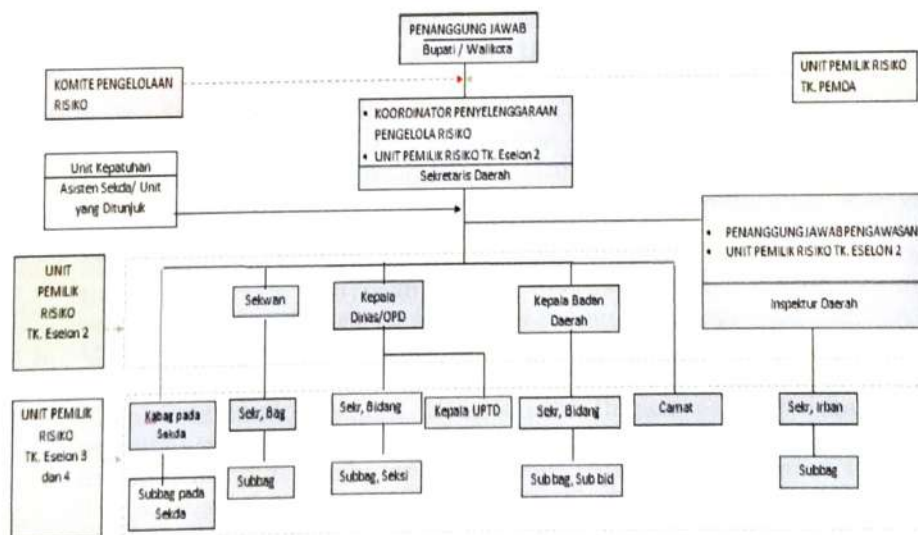 PENANGGUNG JAWAB
Bupati / Walikota
KOMITE PENGELOLAAN
RISIKO
UNIT PEMILIK RISIKO
TK. PEMDA
• KOORDINATOR PENYELENGGARAAN
PENGELOLA RISIKO
• UNIT PEMILIK RISIKO TK. Eselon 2
Sekretaris Daerah
Unit Kepatuhan
Asisten Sekda/ Unit
yang Ditunjuk
• PENANGGUNG JAWAB PENGAWASAN
• UNIT PEMILIK RISIKO TK. ESELON 2
Inspektur Daerah
UNIT
PEMILIK
RISIKO
TK. Eselon 2
Sekwan
Kepala
Dinas/OPD
Kepala Badan
Daerah
UNIT PEMILIK
RISIKO
TK. Eselon 3
dan 4
Kabag pada
Sekda
Sekr, Bag
Sekr, Bidang
Kepala UPTD
Sekr, Bidang
Camat
Sekr, Irban
Subbag pada
Sekda
Subbag
Subbag, Seksi
Subbag, Subbid
Subbag